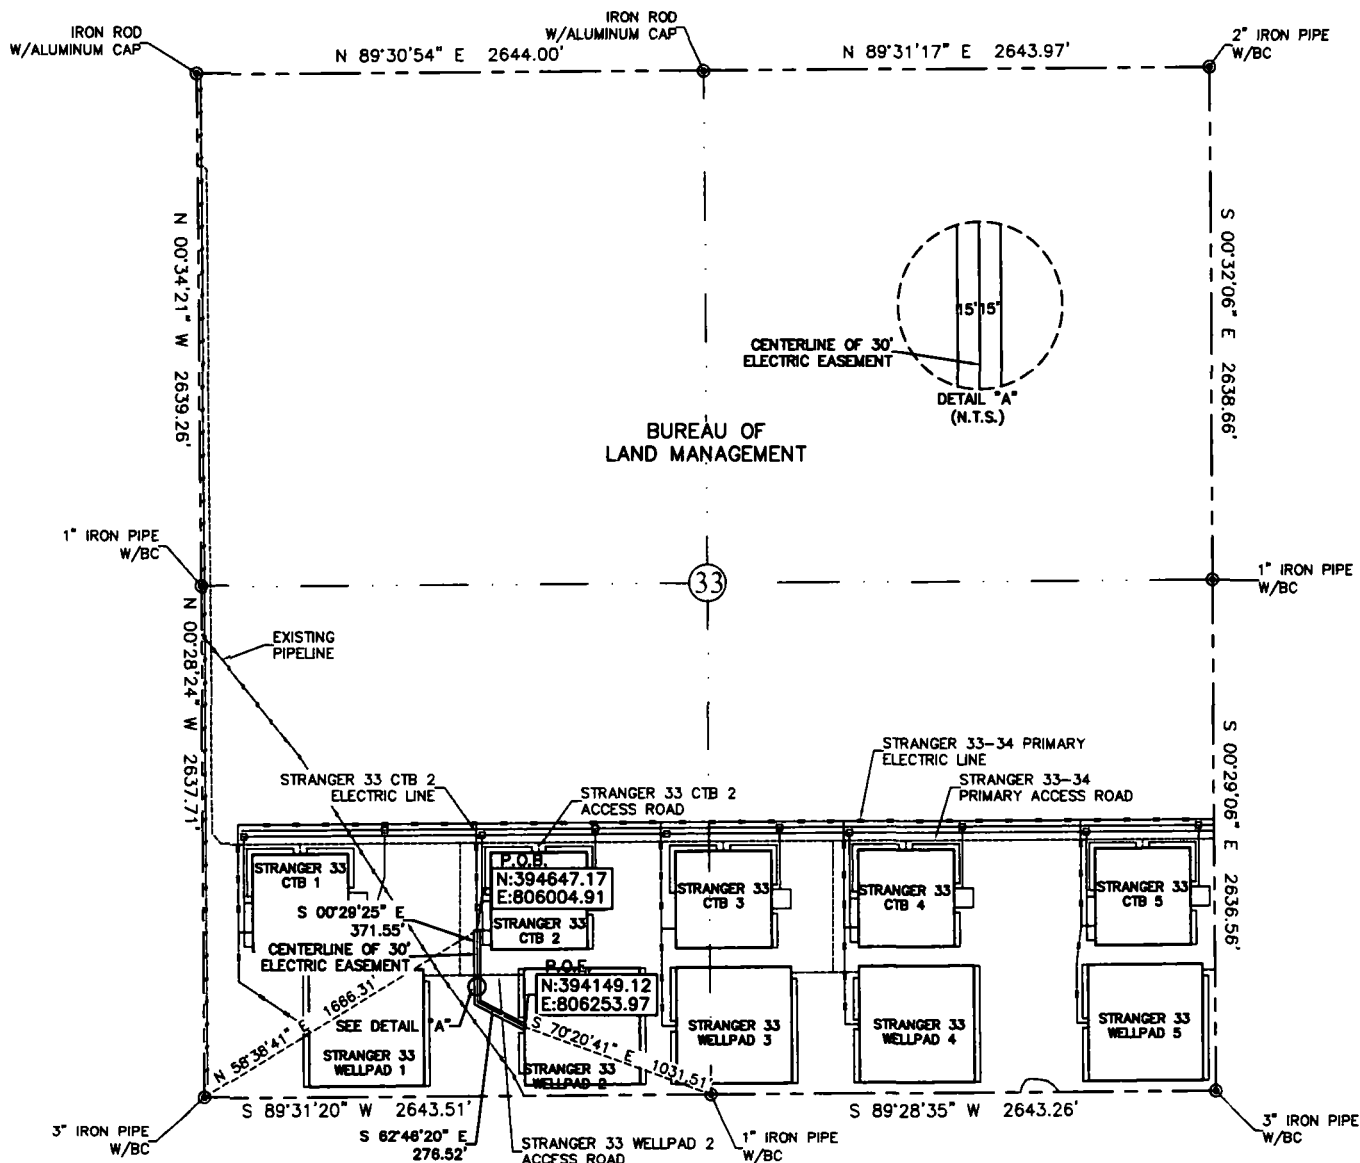 IRON ROD
W/ALUMINUM CAP
N 89°30'54" E 2644.00'
IRON ROD
W/ALUMINUM CAP
N 89°31'17" E 2643.97'
2" IRON PIPE
W/BC
N 00°34'21" W 2639.26'
S 00°32'06" E 2638.66'
15' 15'
CENTERLINE OF 30'
ELECTRIC EASEMENT
DETAIL "A"
(N.T.S.)
BUREAU OF
LAND MANAGEMENT
1" IRON PIPE
W/BC
33
1" IRON PIPE
W/BC
N 00°28'24" W 2637.71'
EXISTING
PIPELINE
S 00°29'06" E 2636.56'
STRANGER 33 CTB 2
ELECTRIC LINE
STRANGER 33 CTB 2
ACCESS ROAD
STRANGER 33-34 PRIMARY
ELECTRIC LINE
STRANGER 33-34
PRIMARY ACCESS ROAD
STRANGER 33
CTB 1
P.O.B.
N:394647.17
E:806004.91
STRANGER 33
CTB 2
STRANGER 33
CTB 3
STRANGER 33
CTB 4
STRANGER 33
CTB 5
S 00°29'25" E
371.55'
CENTERLINE OF 30'
ELECTRIC EASEMENT
P.O.E.
N:394149.12
E:806253.97
N 58°38'41" E 1666.31'
SEE DETAIL "A"
S 70°20'41" E 1031.51'
STRANGER 33
WELLPAD 1
STRANGER 33
WELLPAD 2
STRANGER 33
WELLPAD 3
STRANGER 33
WELLPAD 4
STRANGER 33
WELLPAD 5
3" IRON PIPE
W/BC
S 89°31'20" W 2643.51'
S 62°46'20" E
276.52'
STRANGER 33 WELLPAD 2
ACCESS ROAD
1" IRON PIPE
W/BC
S 89°28'35" W 2643.26'
3" IRON PIPE
W/BC